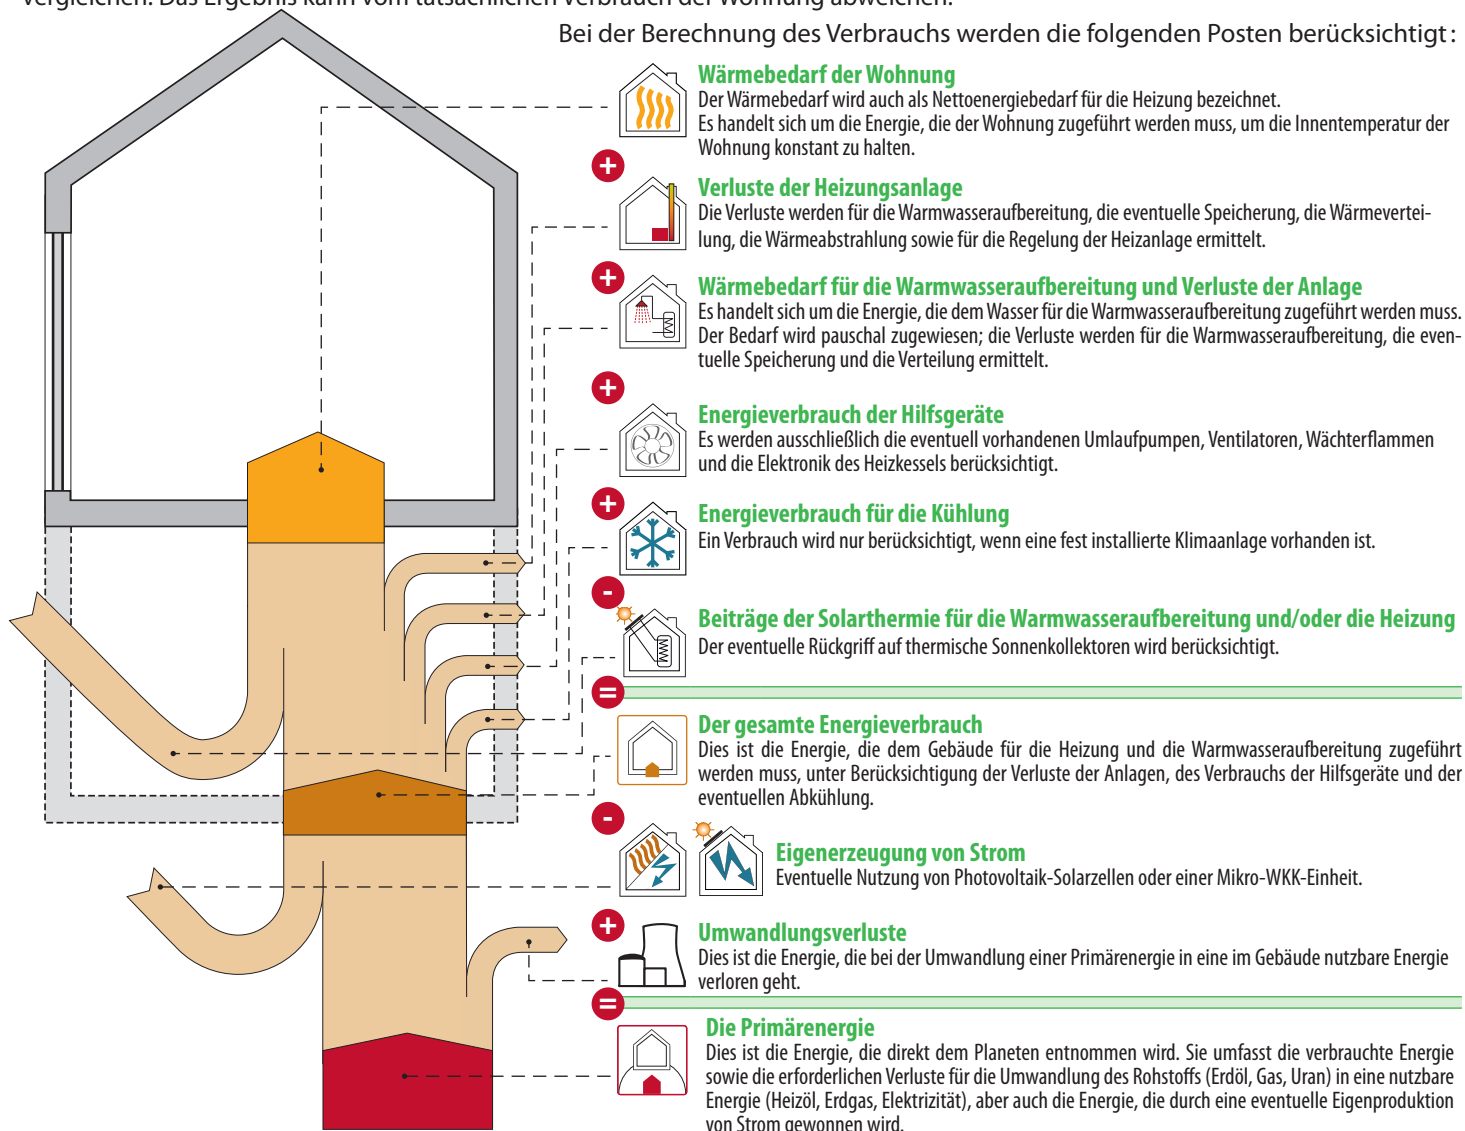 vergleichen. Das Ergebnis kann vom tatsächlichen Verbrauch der Wohnung abweichen.
Bei der Berechnung des Verbrauchs werden die folgenden Posten berücksichtigt :
Wärmebedarf der Wohnung
Der Wärmebedarf wird auch als Nettoenergiebedarf für die Heizung bezeichnet.
Es handelt sich um die Energie, die der Wohnung zugeführt werden muss, um die Innentemperatur der
Wohnung konstant zu halten.
+
Verluste der Heizungsanlage
Die Verluste werden für die Warmwasseraufbereitung, die eventuelle Speicherung, die Wärmevertei-
lung, die Wärmeabstrahlung sowie für die Regelung der Heizanlage ermittelt.
+
Wärmebedarf für die Warmwasseraufbereitung und Verluste der Anlage
Es handelt sich um die Energie, die dem Wasser für die Warmwasseraufbereitung zugeführt werden muss.
Der Bedarf wird pauschal zugewiesen; die Verluste werden für die Warmwasseraufbereitung, die even-
tuelle Speicherung und die Verteilung ermittelt.
+
Energieverbrauch der Hilfsgeräte
Es werden ausschließlich die eventuell vorhandenen Umlaufpumpen, Ventilatoren, Wächterflammen
und die Elektronik des Heizkessels berücksichtigt.
+
Energieverbrauch für die Kühlung
Ein Verbrauch wird nur berücksichtigt, wenn eine fest installierte Klimaanlage vorhanden ist.
-
Beiträge der Solarthermie für die Warmwasseraufbereitung und/oder die Heizung
Der eventuelle Rückgriff auf thermische Sonnenkollektoren wird berücksichtigt.
=
Der gesamte Energieverbrauch
Dies ist die Energie, die dem Gebäude für die Heizung und die Warmwasseraufbereitung zugeführt
werden muss, unter Berücksichtigung der Verluste der Anlagen, des Verbrauchs der Hilfsgeräte und der
eventuellen Abkühlung.
-
Eigenerzeugung von Strom
Eventuelle Nutzung von Photovoltaik-Solarzellen oder einer Mikro-WKK-Einheit.
+
Umwandlungsverluste
Dies ist die Energie, die bei der Umwandlung einer Primärenergie in eine im Gebäude nutzbare Energie
verloren geht.
=
Die Primärenergie
Dies ist die Energie, die direkt dem Planeten entnommen wird. Sie umfasst die verbrauchte Energie
sowie die erforderlichen Verluste für die Umwandlung des Rohstoffs (Erdöl, Gas, Uran) in eine nutzbare
Energie (Heizöl, Erdgas, Elektrizität), aber auch die Energie, die durch eine eventuelle Eigenproduktion
von Strom gewonnen wird.